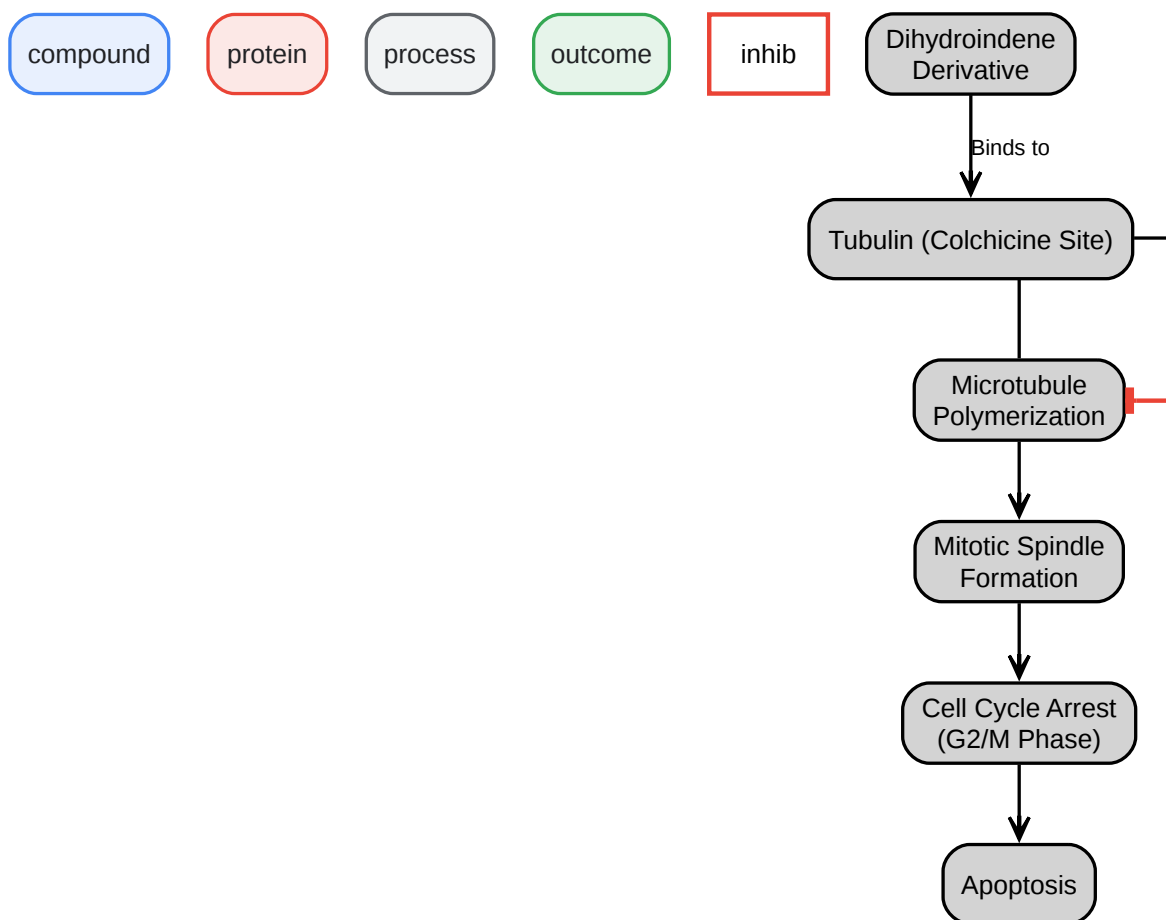 compound
protein
process
outcome
inhib
Dihydroindene
Derivative
Binds to
Tubulin (Colchicine Site)
Microtubule
Polymerization
Mitotic Spindle
Formation
Cell Cycle Arrest
(G2/M Phase)
Apoptosis